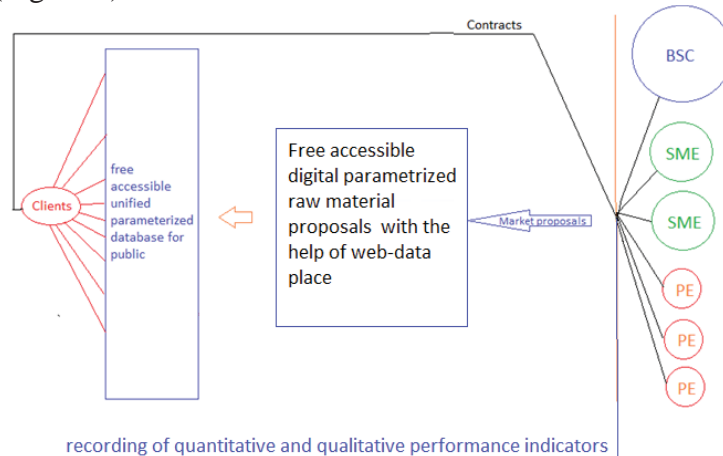 Contracts
BSC
SME
SME
PE
PE
PE
Market proposals
Free accessible
digital parametrized
raw material
proposals with the
help of web-data
place
free
accessible
unified
parameterized
database for
public
Clients
recording of quantitative and qualitative performance indicators